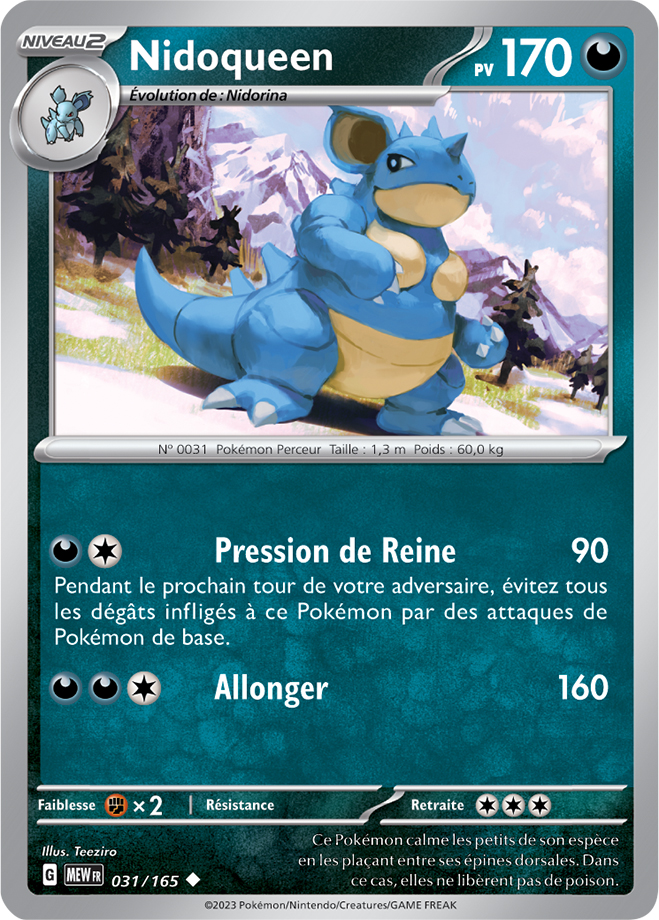 NIVEAU 2
Nidoqueen
PV 170
Évolution de : Nidorina
N° 0031 Pokémon Perceur Taille : 1,3 m Poids : 60,0 kg
Pression de Reine 90
Pendant le prochain tour de votre adversaire, évitez tous
les dégâts infligés à ce Pokémon par des attaques de
Pokémon de base.
Allonger 160
Faiblesse ×2 Résistance Retraite
Illus. Teeziro
Ce Pokémon calme les petits de son espèce
en les plaçant entre ses épines dorsales. Dans
ce cas, elles ne libèrent pas de poison.
G MEW FR 031/165
©2023 Pokémon/Nintendo/Creatures/GAME FREAK